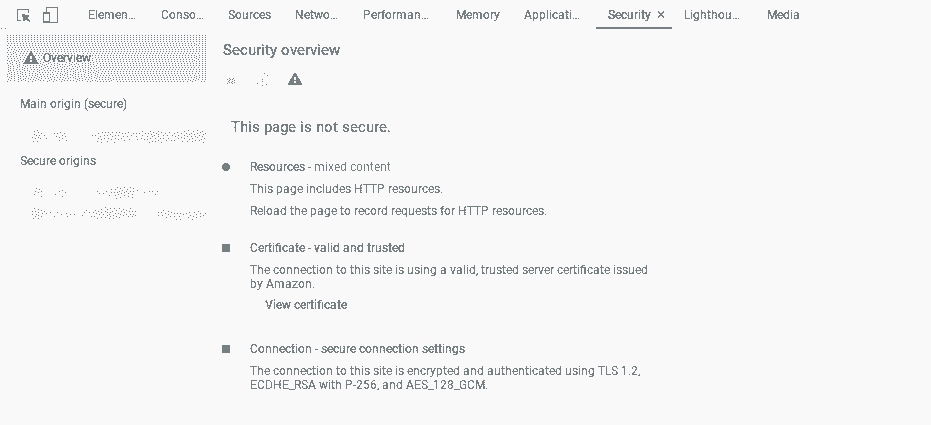 Elemen... Conso... Sources Netwo... Performan... Memory Applicati... Security × Lighthou... Media
Overview
Main origin (secure)
Secure origins
Security overview
This page is not secure.
Resources - mixed content
This page includes HTTP resources.
Reload the page to record requests for HTTP resources.
Certificate - valid and trusted
The connection to this site is using a valid, trusted server certificate issued
by Amazon.
View certificate
Connection - secure connection settings
The connection to this site is encrypted and authenticated using TLS 1.2,
ECDHE_RSA with P-256, and AES_128_GCM.